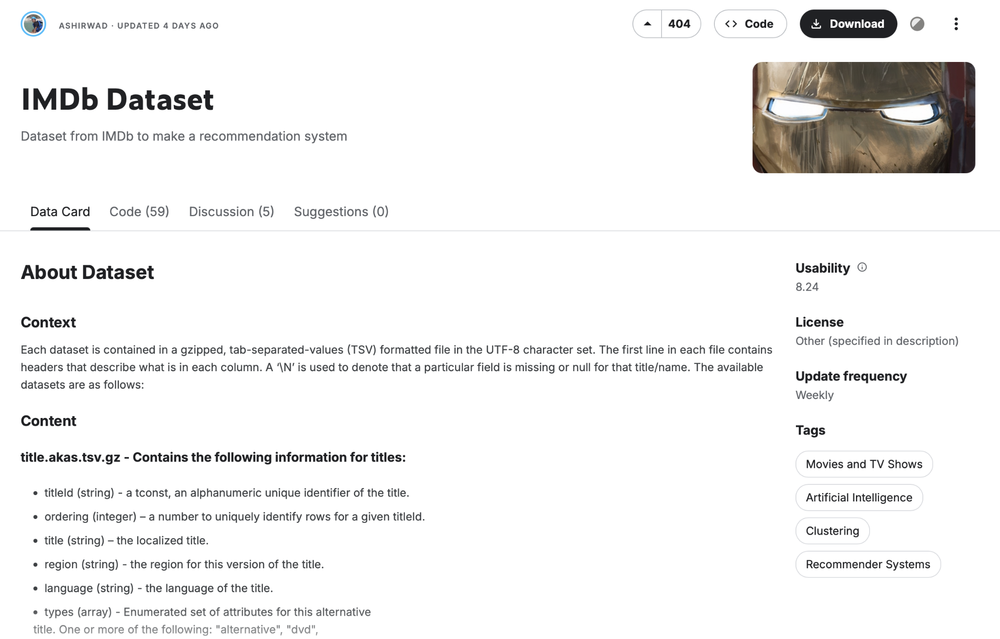 ASHIRWAD · UPDATED 4 DAYS AGO
404
Code
Download
IMDb Dataset
Dataset from IMDb to make a recommendation system
Data Card
Code (59)
Discussion (5)
Suggestions (0)
About Dataset
Context
Each dataset is contained in a gzipped, tab-separated-values (TSV) formatted file in the UTF-8 character set. The first line in each file contains
headers that describe what is in each column. A ‘\N’ is used to denote that a particular field is missing or null for that title/name. The available
datasets are as follows:
Content
title.akas.tsv.gz - Contains the following information for titles:
• titleId (string) - a tconst, an alphanumeric unique identifier of the title.
• ordering (integer) – a number to uniquely identify rows for a given titleId.
• title (string) – the localized title.
• region (string) - the region for this version of the title.
• language (string) - the language of the title.
• types (array) - Enumerated set of attributes for this alternative
title. One or more of the following: "alternative", "dvd",
Usability
8.24
License
Other (specified in description)
Update frequency
Weekly
Tags
Movies and TV Shows
Artificial Intelligence
Clustering
Recommender Systems